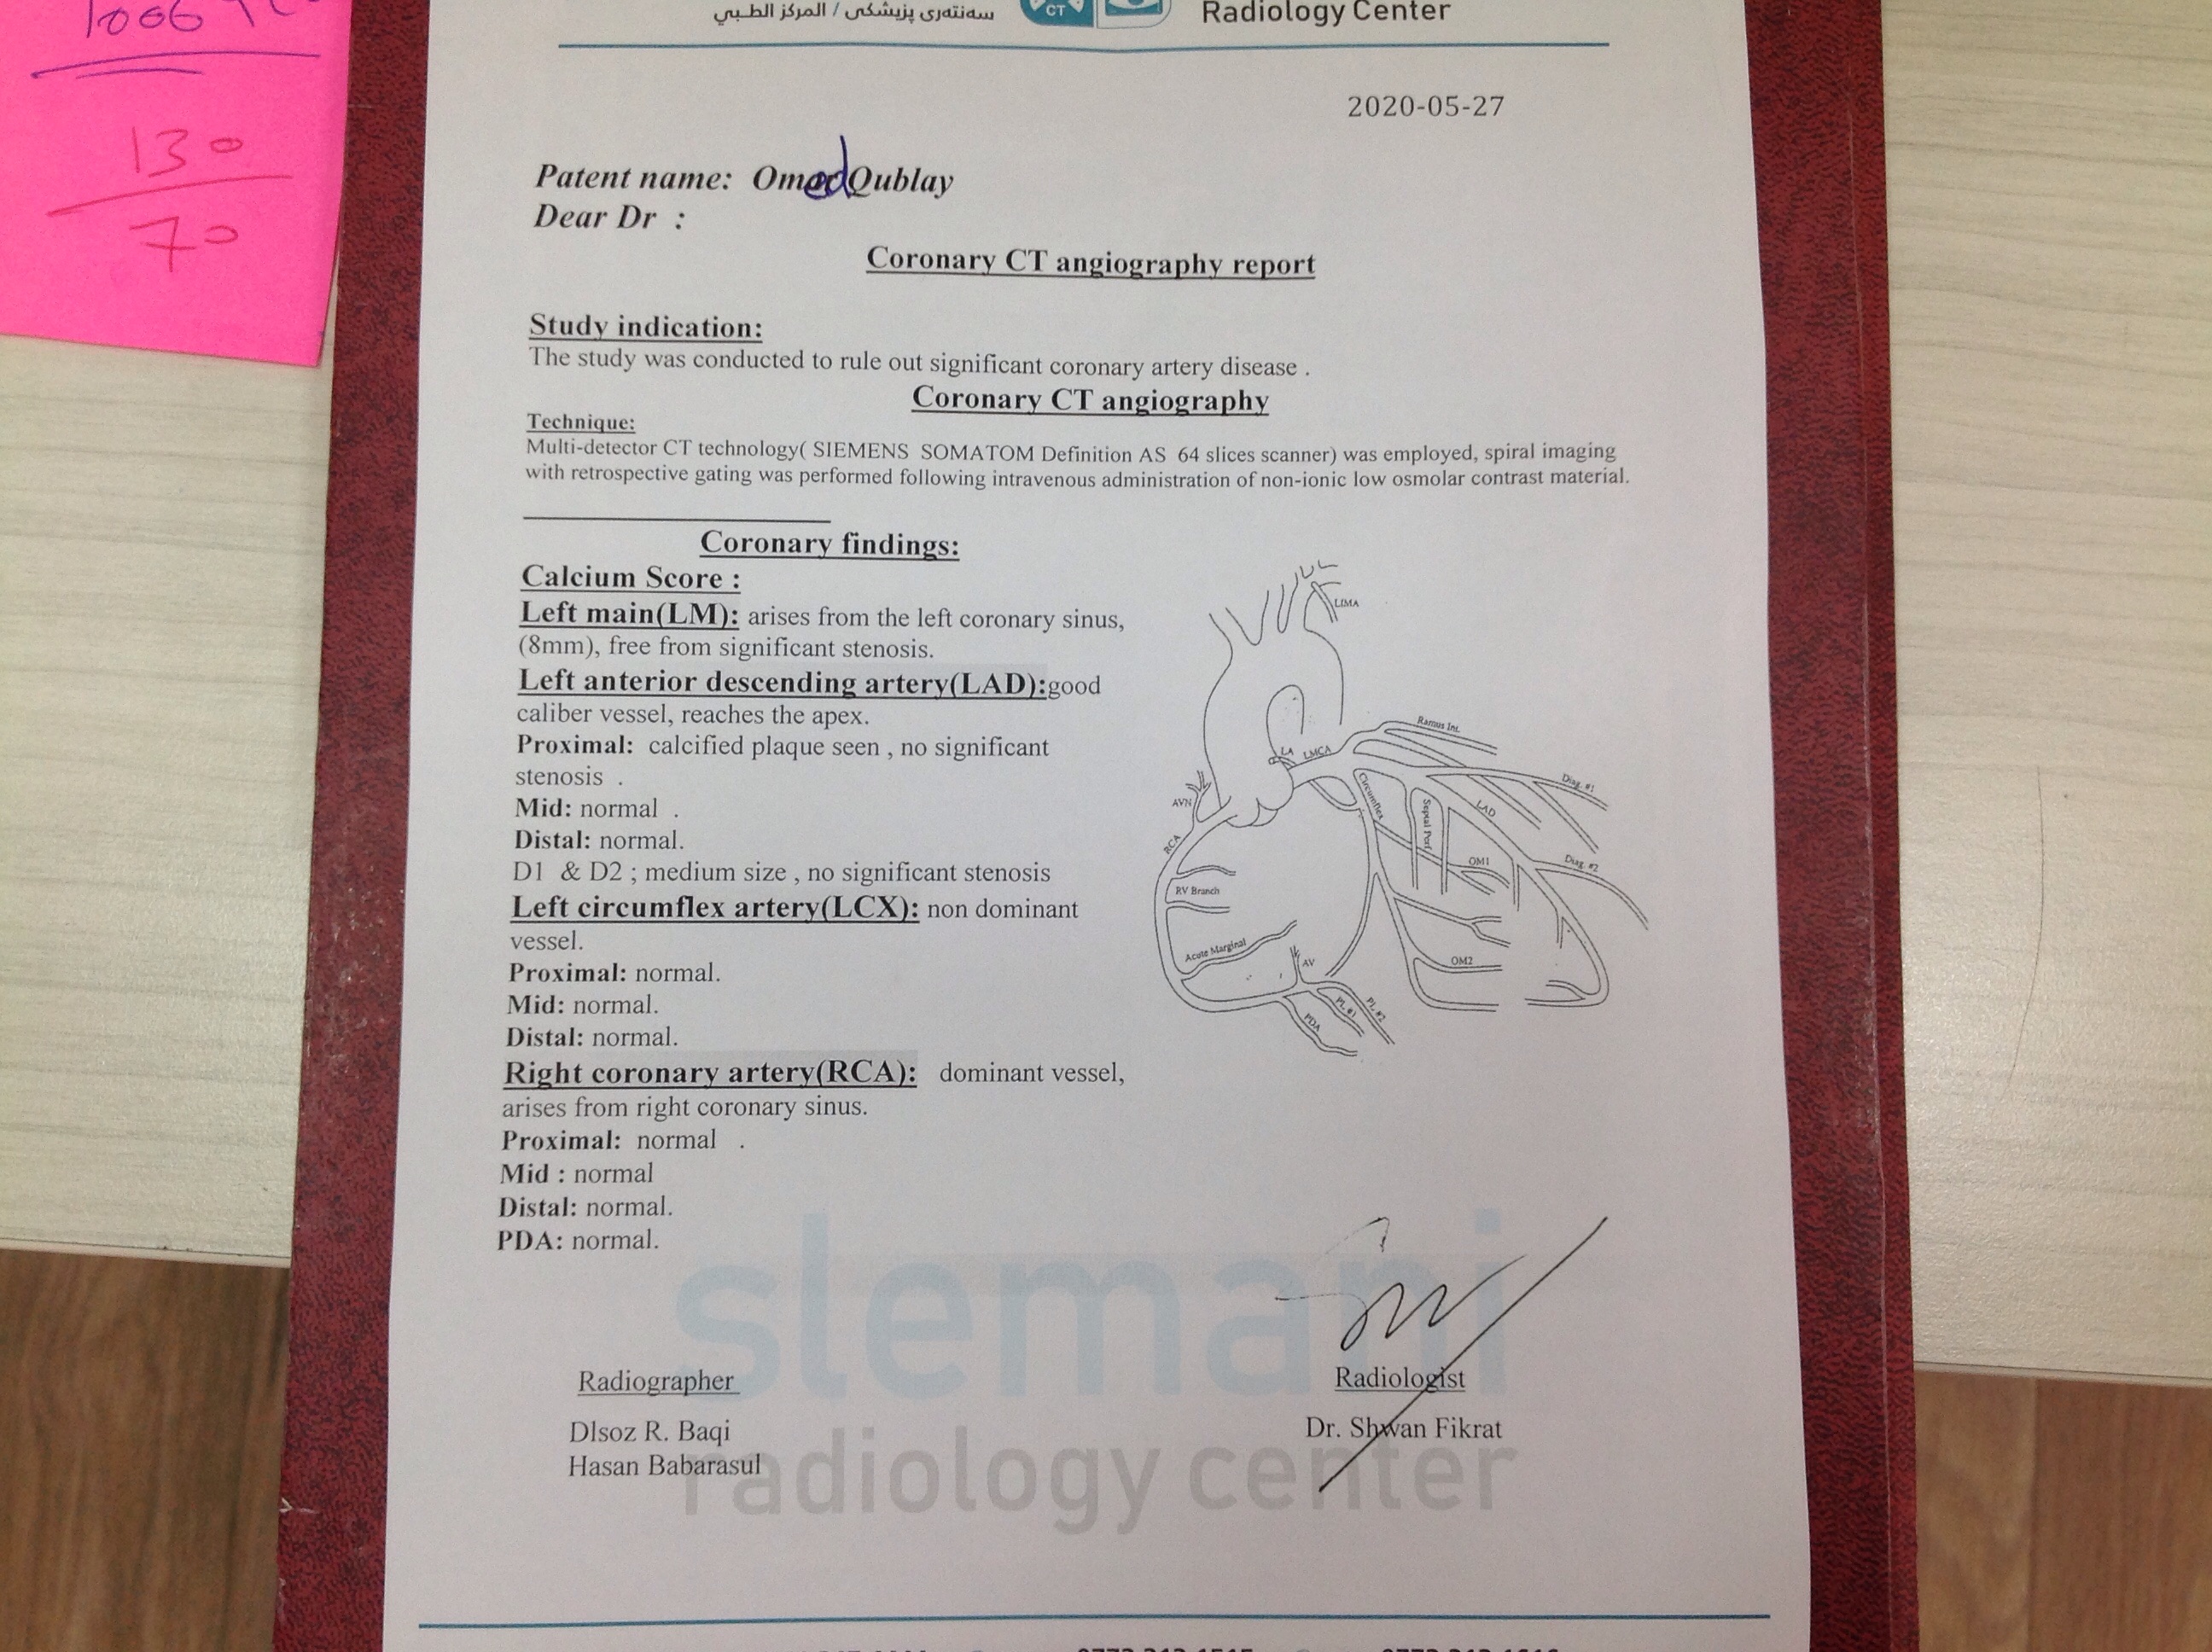 سەنتەری پزیشکی / المركز الطبي
CT
Radiology Center
130
70
2020-05-27
Patent name: Omed Qublay
Dear Dr :
Coronary CT angiography report
Study indication:
The study was conducted to rule out significant coronary artery disease .
Coronary CT angiography
Technique:
Multi-detector CT technology( SIEMENS SOMATOM Definition AS 64 slices scanner) was employed, spiral imaging
with retrospective gating was performed following intravenous administration of non-ionic low osmolar contrast material.
Coronary findings:
Calcium Score :
Left main(LM): arises from the left coronary sinus,
(8mm), free from significant stenosis.
Left anterior descending artery(LAD):good
caliber vessel, reaches the apex.
Proximal: calcified plaque seen , no significant
stenosis .
Mid: normal .
Distal: normal.
D1 & D2 ; medium size , no significant stenosis
Left circumflex artery(LCX): non dominant
vessel.
Proximal: normal.
Mid: normal.
Distal: normal.
Right coronary artery(RCA): dominant vessel,
arises from right coronary sinus.
Proximal: normal .
Mid : normal
Distal: normal.
PDA: normal.
LIMA
Ramus Int.
LA
LMCA
Diag. #1
Circumflex
AVN
Septal Perf.
LAD
RCA
OM1
Diag. #2
RV Branch
Acute Marginal
AV
OM2
PL #1
PL #2
PDA
slemani
radiology center
Radiographer
Dlsoz R. Baqi
Hasan Babarasul
Radiologist
Dr. Shwan Fikrat